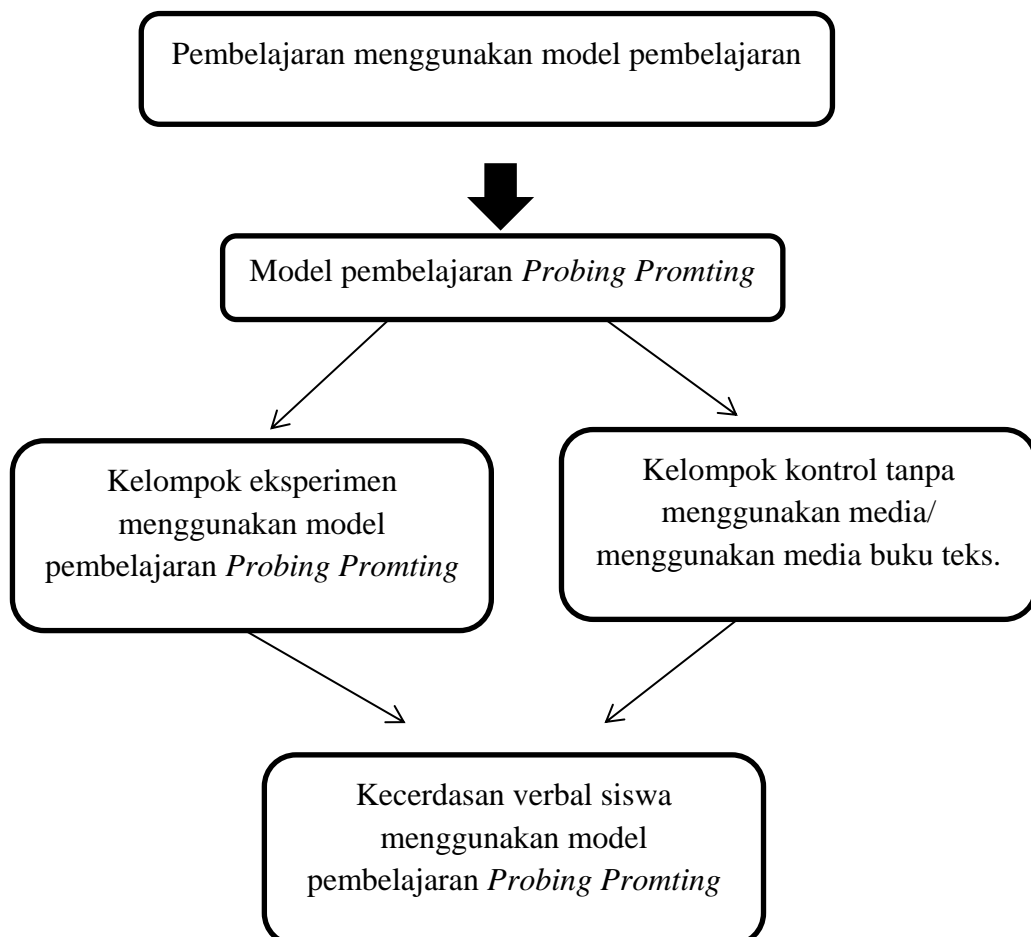 Pembelajaran menggunakan model pembelajaran
Model pembelajaran Probing Promting
Kelompok eksperimen
menggunakan model
pembelajaran Probing Promting
Kelompok kontrol tanpa
menggunakan media/
menggunakan media buku teks.
Kecerdasan verbal siswa
menggunakan model
pembelajaran Probing Promting